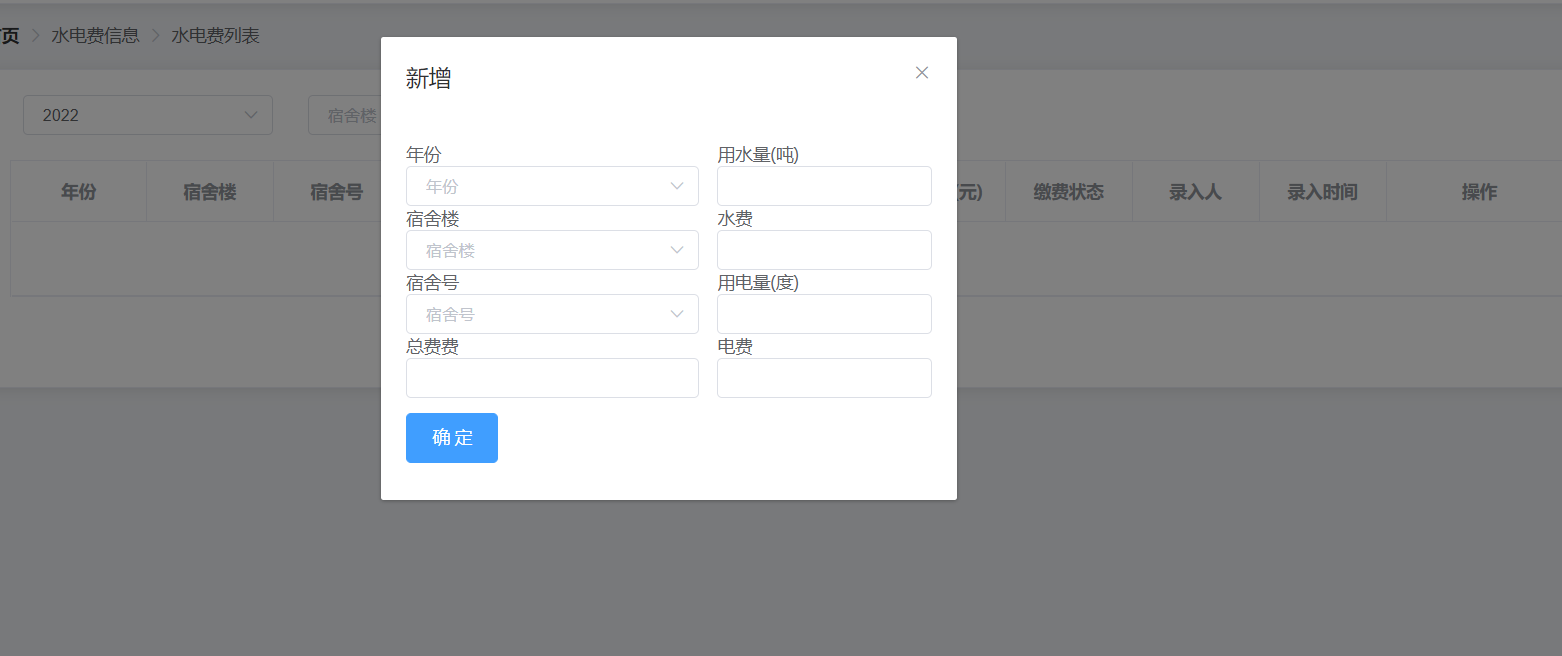 页 > 水电费信息 > 水电费列表
新增
2022
宿舍楼
年份 宿舍楼 宿舍号 元) 缴费状态 录入人 录入时间 操作
年份 用水量(吨)
年份
宿舍楼 水费
宿舍楼
宿舍号 用电量(度)
宿舍号
总费费 电费
确定